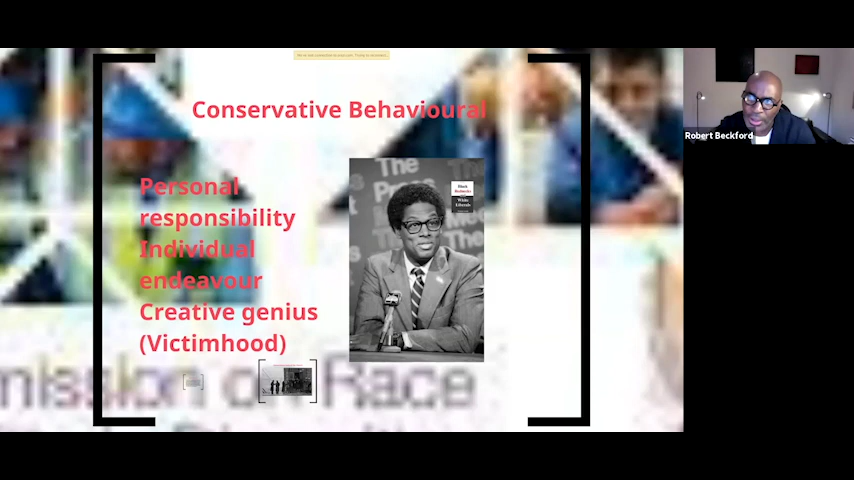 Conservative Behavioural
Personal
responsibility
Individual
endeavour
Creative genius
(Victimhood)
The
Press
The
Black
Rednecks
White
Liberals
mission on Race
Robert Beckford